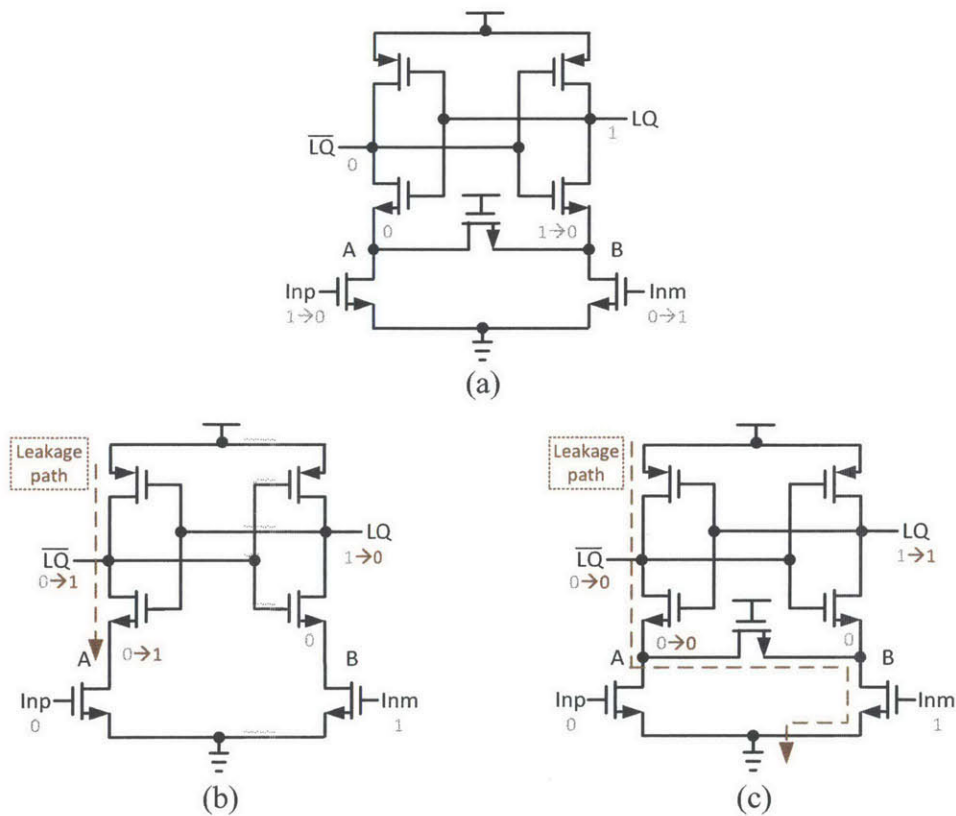 LQ
1
L̅Q̅
0
0
1→0
A
B
Inp
1→0
Inm
0→1
(a)
Leakage
path
LQ
1→0
L̅Q̅
0→1
0→1
0
A
B
Inp
0
Inm
1
(b)
Leakage
path
LQ
1→1
L̅Q̅
0→0
0→0
0
A
B
Inp
0
Inm
1
(c)